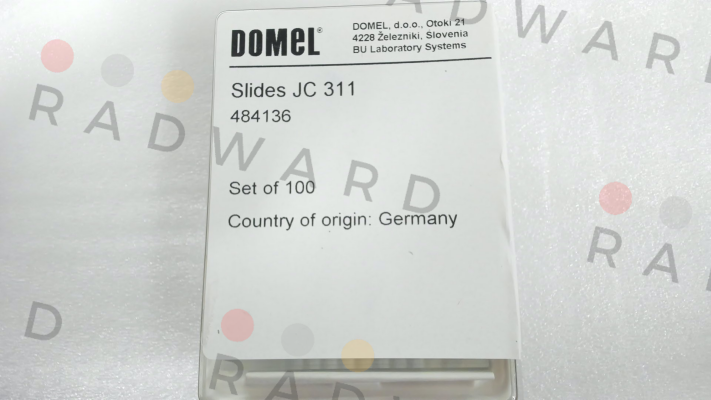 DOMEL®
DOMEL, d.o.o., Otoki 21
4228 Železniki, Slovenia
BU Laboratory Systems
Slides JC 311
484136
Set of 100
Country of origin: Germany
RADWARD
RADWARD
RA
D
RADWARD